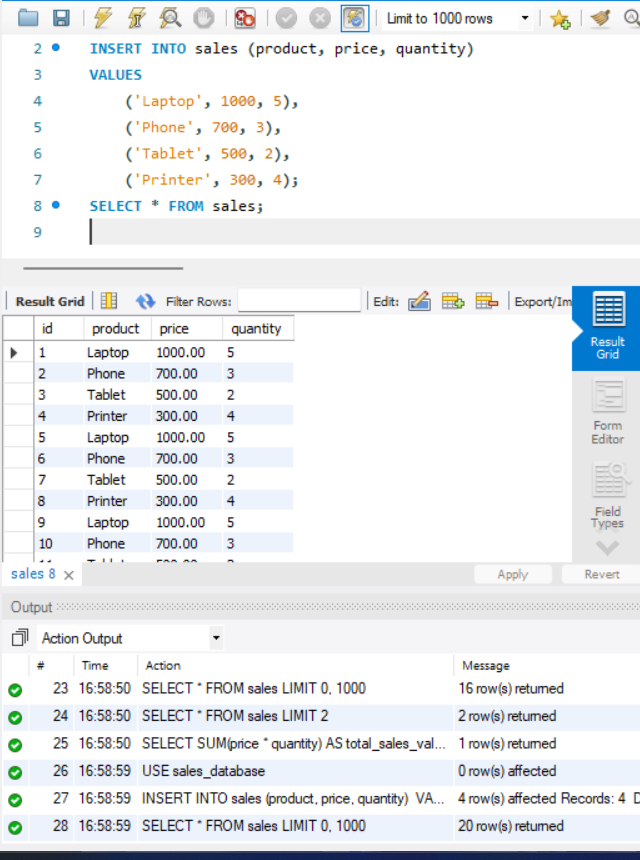 Limit to 1000 rows
2 INSERT INTO sales (product, price, quantity)
3 VALUES
4 ('Laptop', 1000, 5),
5 ('Phone', 700, 3),
6 ('Tablet', 500, 2),
7 ('Printer', 300, 4);
8 SELECT * FROM sales;
9
Result Grid Filter Rows: Edit: Export/Im
Result Grid
Form Editor
Field Types
id product price quantity
1 Laptop 1000.00 5
2 Phone 700.00 3
3 Tablet 500.00 2
4 Printer 300.00 4
5 Laptop 1000.00 5
6 Phone 700.00 3
7 Tablet 500.00 2
8 Printer 300.00 4
9 Laptop 1000.00 5
10 Phone 700.00 3
sales 8 Apply Revert
Output
Action Output
# Time Action Message
23 16:58:50 SELECT * FROM sales LIMIT 0, 1000 16 row(s) returned
24 16:58:50 SELECT * FROM sales LIMIT 2 2 row(s) returned
25 16:58:50 SELECT SUM(price * quantity) AS total_sales_val... 1 row(s) returned
26 16:58:59 USE sales_database 0 row(s) affected
27 16:58:59 INSERT INTO sales (product, price, quantity) VA... 4 row(s) affected Records: 4 D
28 16:58:59 SELECT * FROM sales LIMIT 0, 1000 20 row(s) returned